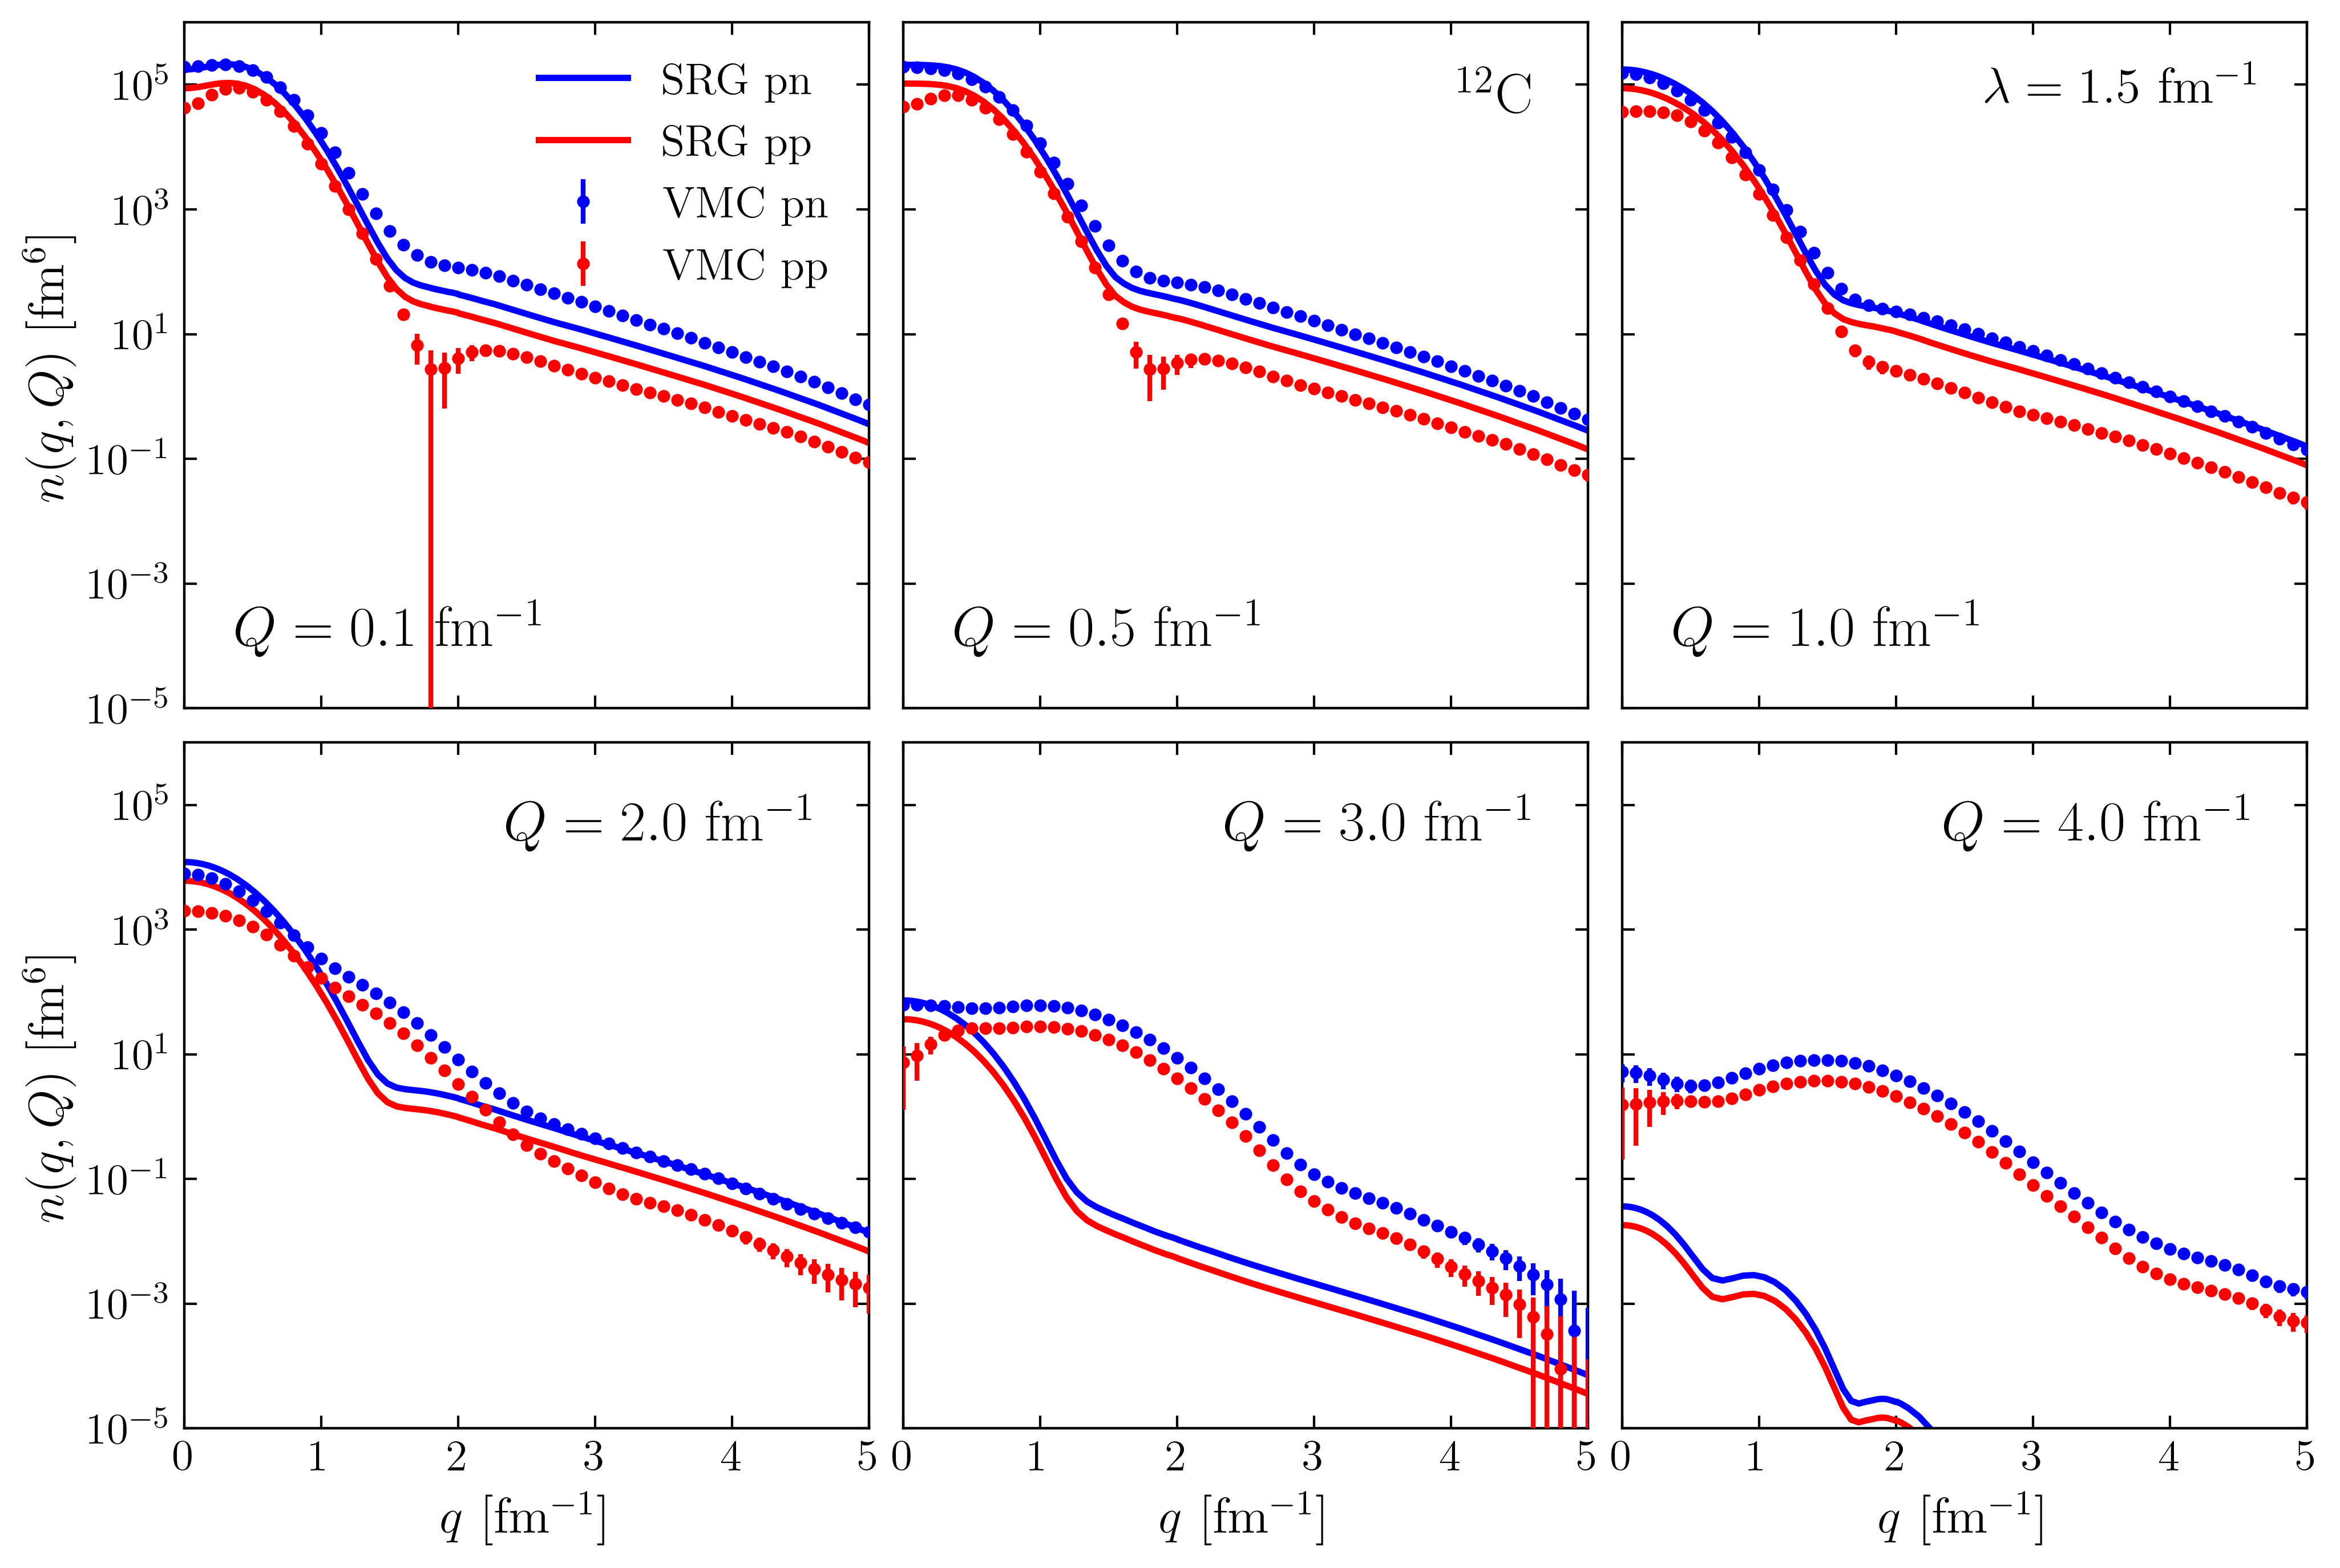 n(q, Q) [fm⁶]
10⁵
10³
10¹
10⁻¹
10⁻³
10⁻⁵
SRG pn
SRG pp
VMC pn
VMC pp
Q = 0.1 fm⁻¹
¹²C
Q = 0.5 fm⁻¹
λ = 1.5 fm⁻¹
Q = 1.0 fm⁻¹
n(q, Q) [fm⁶]
10⁵
10³
10¹
10⁻¹
10⁻³
10⁻⁵
Q = 2.0 fm⁻¹
Q = 3.0 fm⁻¹
Q = 4.0 fm⁻¹
0 1 2 3 4 5 0 1 2 3 4 5 0 1 2 3 4 5
q [fm⁻¹] q [fm⁻¹] q [fm⁻¹]